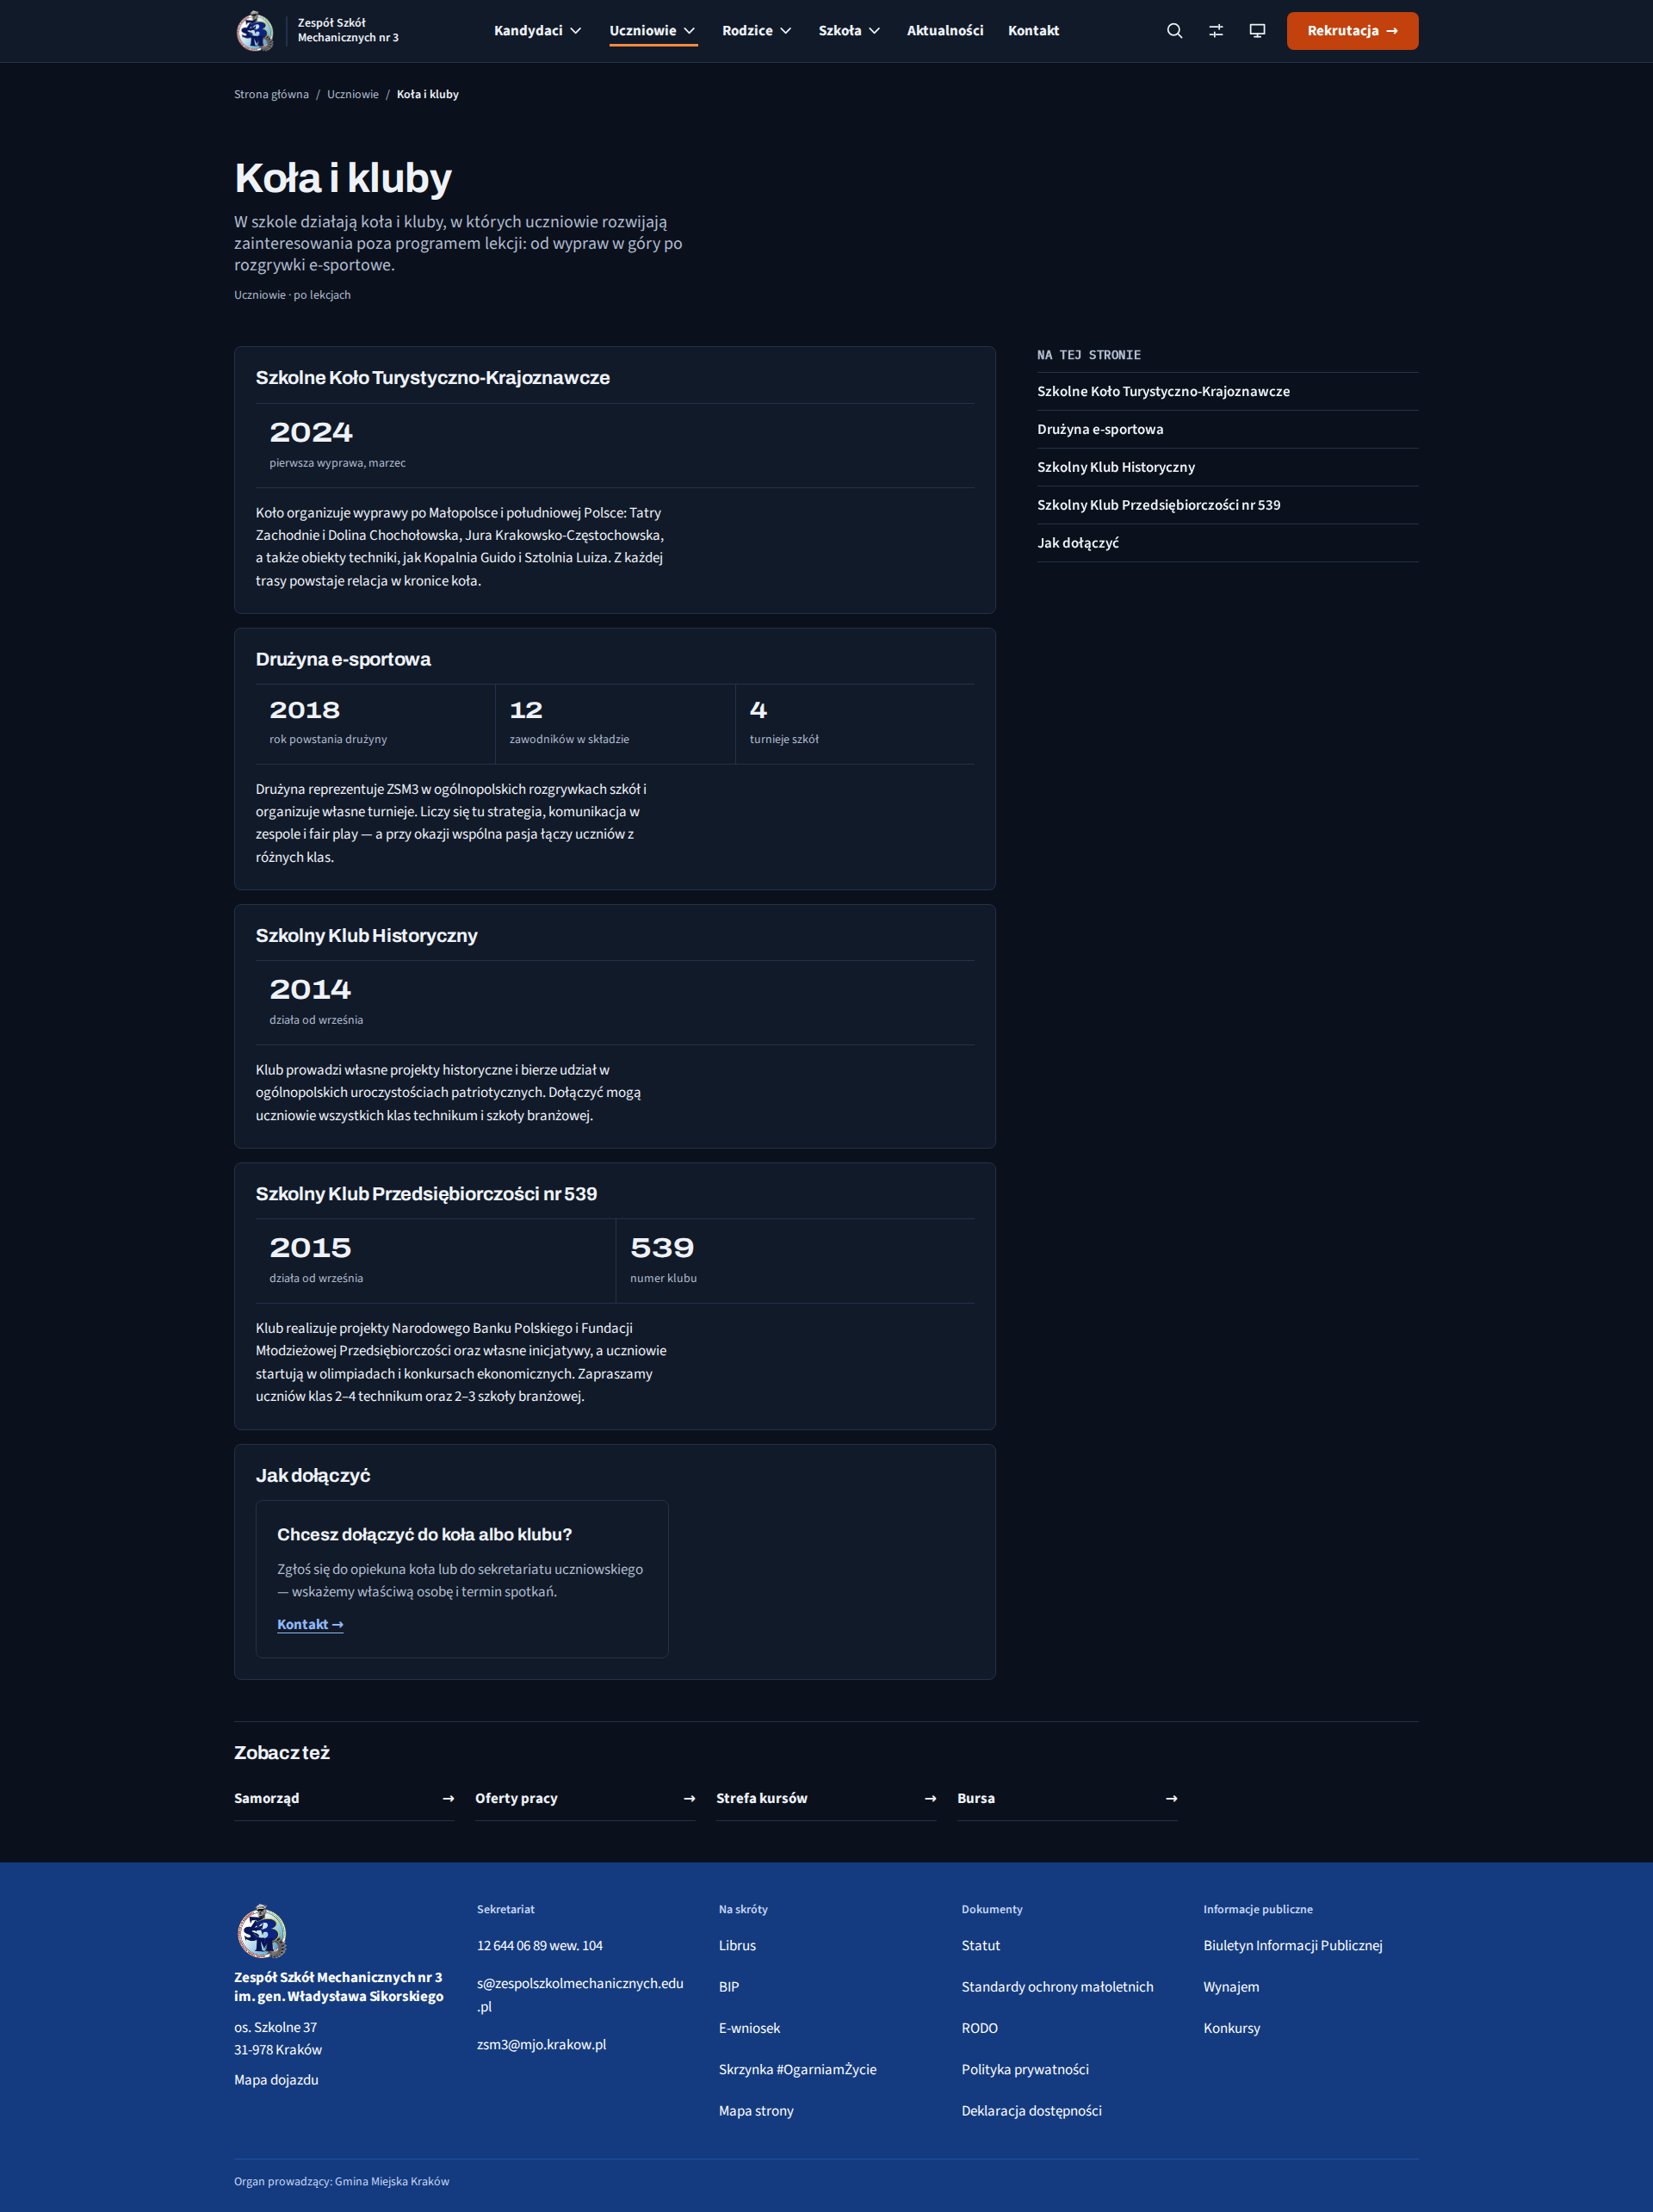 Zespół Szkół
Mechanicznych nr 3
Kandydaci
Uczniowie
Rodzice
Szkoła
Aktualności
Kontakt
Rekrutacja →
Strona główna / Uczniowie / Koła i kluby
Koła i kluby
W szkole działają koła i kluby, w których uczniowie rozwijają
zainteresowania poza programem lekcji: od wypraw w góry po
rozgrywki e-sportowe.
Uczniowie · po lekcjach
Szkolne Koło Turystyczno-Krajoznawcze
2024
pierwsza wyprawa, marzec
Koło organizuje wyprawy po Małopolsce i południowej Polsce: Tatry
Zachodnie i Dolina Chochołowska, Jura Krakowsko-Częstochowska,
a także obiekty techniki, jak Kopalnia Guido i Sztolnia Luiza. Z każdej
trasy powstaje relacja w kronice koła.
Drużyna e-sportowa
2018
rok powstania drużyny
12
zawodników w składzie
4
turnieje szkół
Drużyna reprezentuje ZSM3 w ogólnopolskich rozgrywkach szkół i
organizuje własne turnieje. Liczy się tu strategia, komunikacja w
zespole i fair play — a przy okazji wspólna pasja łączy uczniów z
różnych klas.
Szkolny Klub Historyczny
2014
działa od września
Klub prowadzi własne projekty historyczne i bierze udział w
ogólnopolskich uroczystościach patriotycznych. Dołączyć mogą
uczniowie wszystkich klas technikum i szkoły branżowej.
Szkolny Klub Przedsiębiorczości nr 539
2015
działa od września
539
numer klubu
Klub realizuje projekty Narodowego Banku Polskiego i Fundacji
Młodzieżowej Przedsiębiorczości oraz własne inicjatywy, a uczniowie
startują w olimpiadach i konkursach ekonomicznych. Zapraszamy
uczniów klas 2–4 technikum oraz 2–3 szkoły branżowej.
Jak dołączyć
Chcesz dołączyć do koła albo klubu?
Zgłoś się do opiekuna koła lub do sekretariatu uczniowskiego
— wskażemy właściwą osobę i termin spotkań.
Kontakt →
NA TEJ STRONIE
Szkolne Koło Turystyczno-Krajoznawcze
Drużyna e-sportowa
Szkolny Klub Historyczny
Szkolny Klub Przedsiębiorczości nr 539
Jak dołączyć
Zobacz też
Samorząd →
Oferty pracy →
Strefa kursów →
Bursa →
Zespół Szkół Mechanicznych nr 3
im. gen. Władysława Sikorskiego
os. Szkolne 37
31-978 Kraków
Mapa dojazdu
Sekretariat
12 644 06 89 wew. 104
s@zespolszkolmechanicznych.edu
.pl
zsm3@mjo.krakow.pl
Na skróty
Librus
BIP
E-wniosek
Skrzynka #OgarniamŻycie
Mapa strony
Dokumenty
Statut
Standardy ochrony małoletnich
RODO
Polityka prywatności
Deklaracja dostępności
Informacje publiczne
Biuletyn Informacji Publicznej
Wynajem
Konkursy
Organ prowadzący: Gmina Miejska Kraków